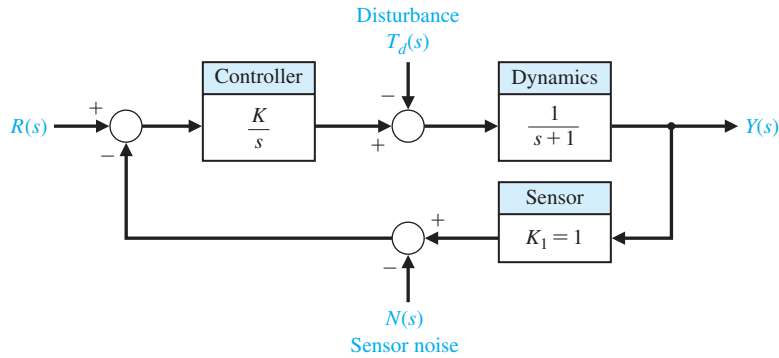 Disturbance
T_d(s)
Controller
Dynamics
−
+
R(s)
K
s
1
s + 1
Y(s)
−
+
Sensor
+
K_1 = 1
−
N(s)
Sensor noise